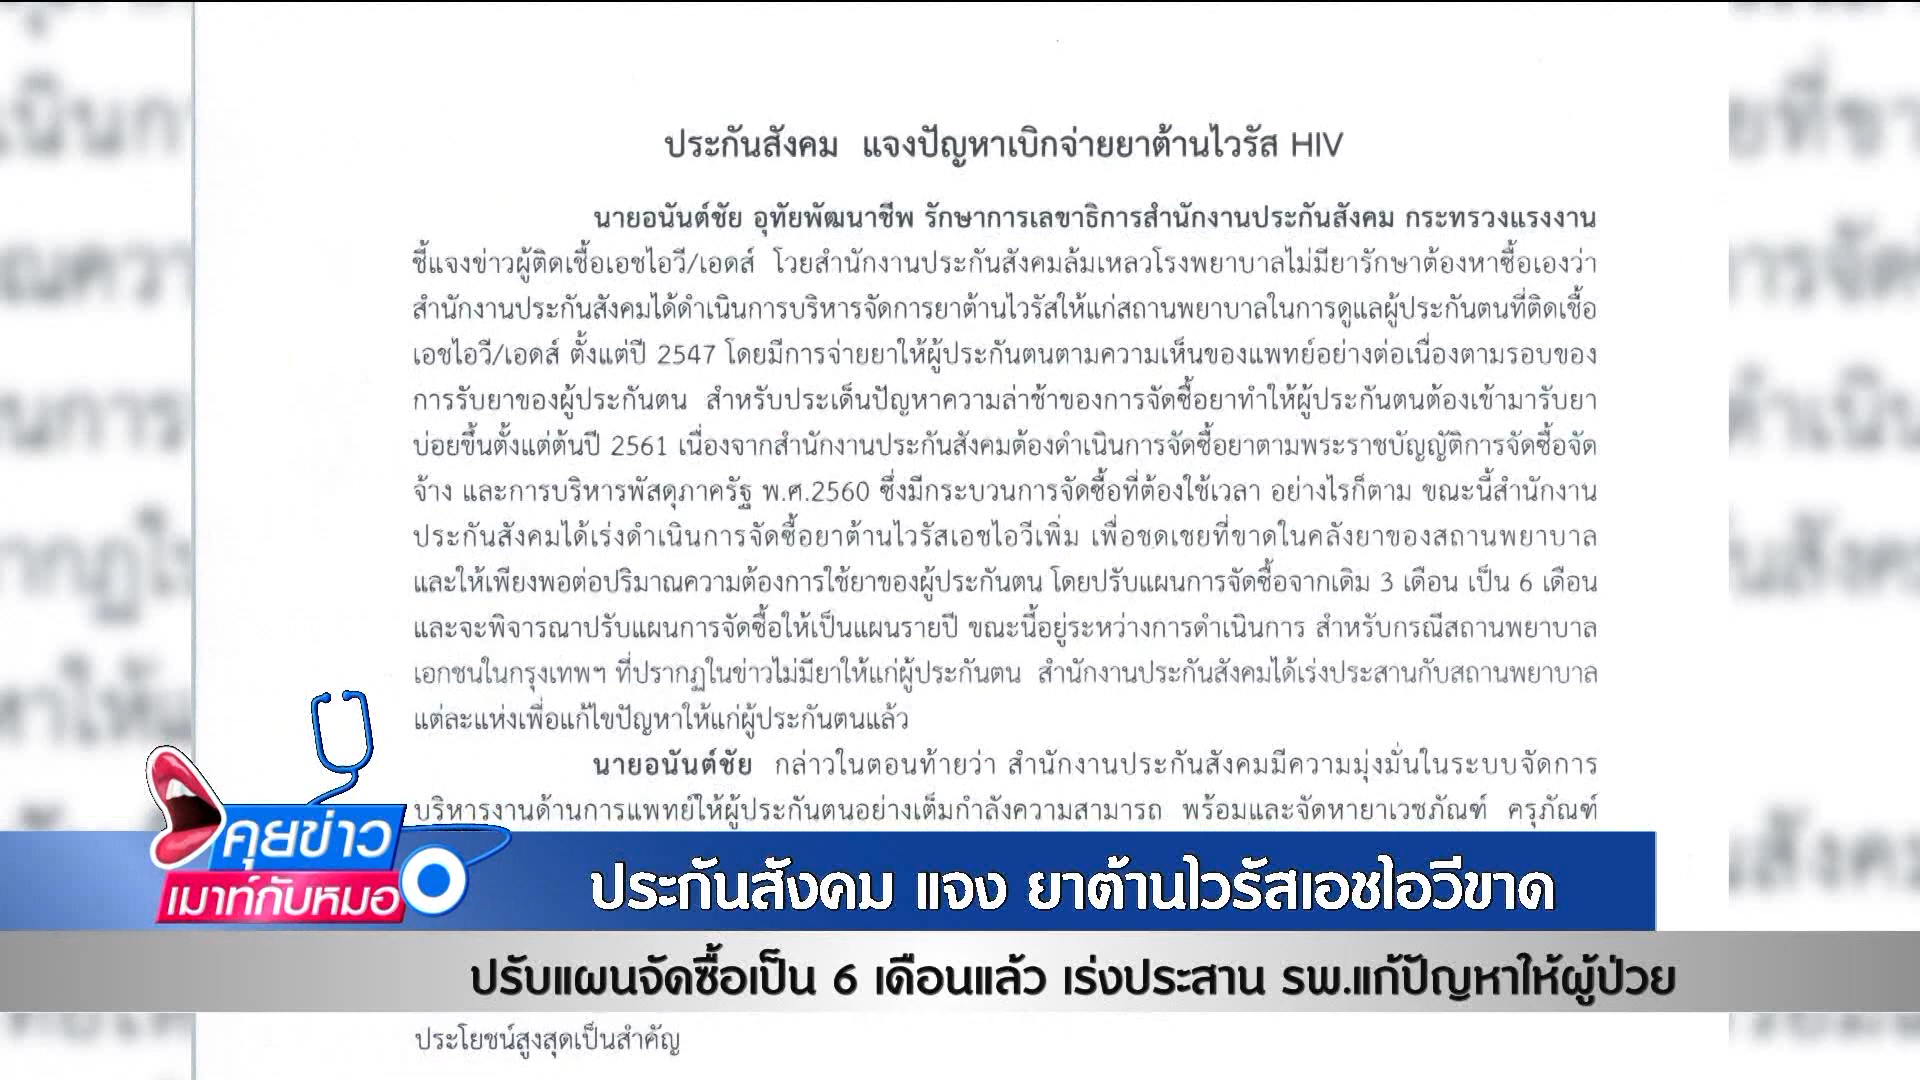 ประกันสังคม แจงปัญหาเบิกจ่ายยาต้านไวรัส HIV
นายอนันต์ชัย อุทัยพัฒนาชีพ รักษาการเลขาธิการสำนักงานประกันสังคม กระทรวงแรงงาน
ชี้แจงข่าวผู้ติดเชื้อเอชไอวี/เอดส์ โวยสำนักงานประกันสังคมล้มเหลวโรงพยาบาลไม่มียารักษาต้องหาซื้อเองว่า
สำนักงานประกันสังคมได้ดำเนินการบริหารจัดการยาต้านไวรัสให้แก่สถานพยาบาลในการดูแลผู้ประกันตนที่ติดเชื้อ
เอชไอวี/เอดส์ ตั้งแต่ปี 2547 โดยมีการจ่ายยาให้ผู้ประกันตนตามความเห็นของแพทย์อย่างต่อเนื่องตามรอบของ
การรับยาของผู้ประกันตน สำหรับประเด็นปัญหาความล่าช้าของการจัดซื้อยาทำให้ผู้ประกันตนต้องเข้ามารับยา
บ่อยขึ้นตั้งแต่ต้นปี 2561 เนื่องจากสำนักงานประกันสังคมต้องดำเนินการจัดซื้อยาตามพระราชบัญญัติการจัดซื้อจัด
จ้าง และการบริหารพัสดุภาครัฐ พ.ศ.2560 ซึ่งมีกระบวนการจัดซื้อที่ต้องใช้เวลา อย่างไรก็ตาม ขณะนี้สำนักงาน
ประกันสังคมได้เร่งดำเนินการจัดซื้อยาต้านไวรัสเอชไอวีเพิ่ม เพื่อชดเชยที่ขาดในคลังยาของสถานพยาบาล
และให้เพียงพอต่อปริมาณความต้องการใช้ยาของผู้ประกันตน โดยปรับแผนการจัดซื้อจากเดิม 3 เดือน เป็น 6 เดือน
และจะพิจารณาปรับแผนการจัดซื้อให้เป็นแผนรายปี ขณะนี้อยู่ระหว่างการดำเนินการ สำหรับกรณีสถานพยาบาล
เอกชนในกรุงเทพฯ ที่ปรากฏในข่าวไม่มียาให้แก่ผู้ประกันตน สำนักงานประกันสังคมได้เร่งประสานกับสถานพยาบาล
แต่ละแห่งเพื่อแก้ไขปัญหาให้แก่ผู้ประกันตนแล้ว
นายอนันต์ชัย กล่าวในตอนท้ายว่า สำนักงานประกันสังคมมีความมุ่งมั่นในระบบจัดการ
บริหารงานด้านการแพทย์ให้ผู้ประกันตนอย่างเต็มกำลังความสามารถ พร้อมและจัดหายาเวชภัณฑ์ ครุภัณฑ์
คุยข่าว
เมาท์กับหมอ
ประกันสังคม แจง ยาต้านไวรัสเอชไอวีขาด
ปรับแผนจัดซื้อเป็น 6 เดือนแล้ว เร่งประสาน รพ.แก้ปัญหาให้ผู้ป่วย
ประโยชน์สูงสุดเป็นสำคัญ